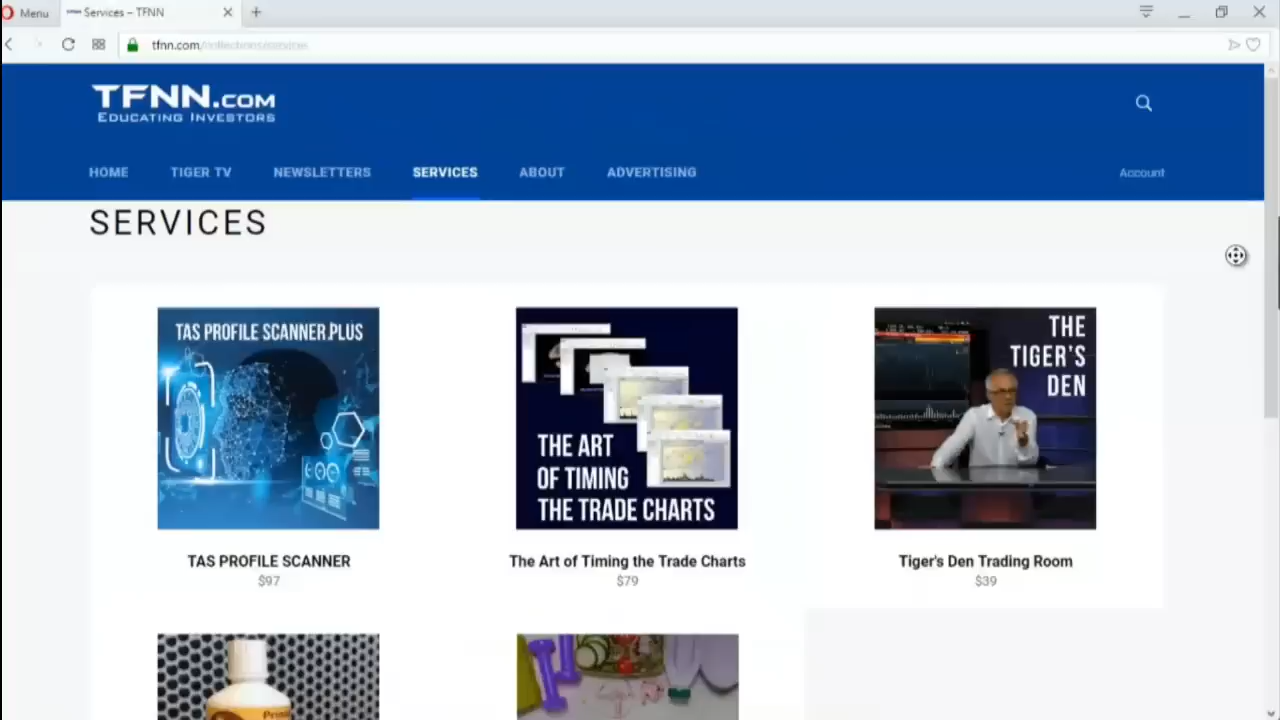 Menu
Services – TFNN
tfnn.com/collections/services
TFNN.COM
EDUCATING INVESTORS
HOME
TIGER TV
NEWSLETTERS
SERVICES
ABOUT
ADVERTISING
Account
SERVICES
TAS PROFILE SCANNER PLUS
THE ART
OF TIMING
THE TRADE CHARTS
THE
TIGER'S
DEN
TAS PROFILE SCANNER
$97
The Art of Timing the Trade Charts
$79
Tiger's Den Trading Room
$39